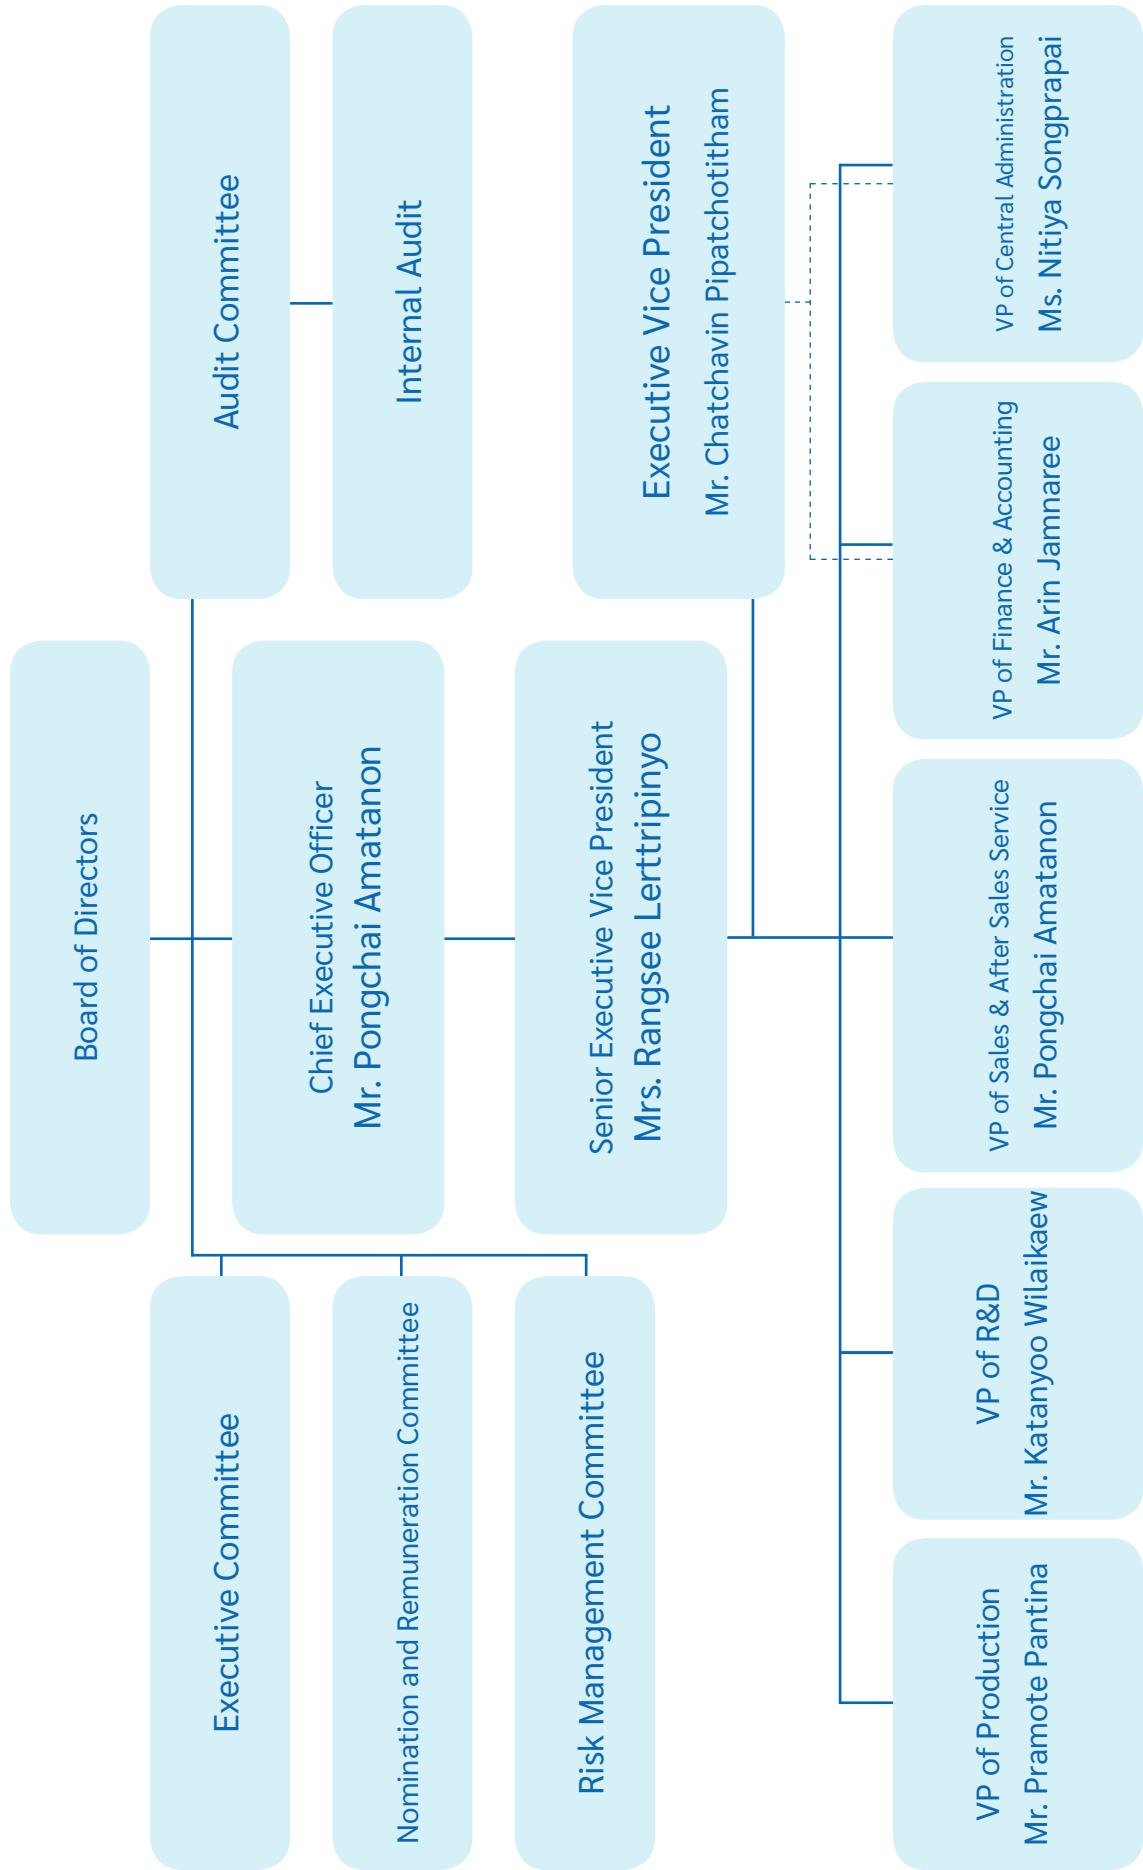 Board of Directors
Executive Committee
Audit Committee
Chief Executive Officer
Mr. Pongchai Amatanon
Nomination and Remuneration Committee
Internal Audit
Risk Management Committee
Senior Executive Vice President
Mrs. Rangsee Lerttripinyo
Executive Vice President
Mr. Chatchavin Pipatchotitham
VP of Production
Mr. Pramote Pantina
VP of R&D
Mr. Katanyoo Wilaikaew
VP of Sales & After Sales Service
Mr. Pongchai Amatanon
VP of Finance & Accounting
Mr. Arin Jamnaree
VP of Central Administration
Ms. Nitiya Songprapai